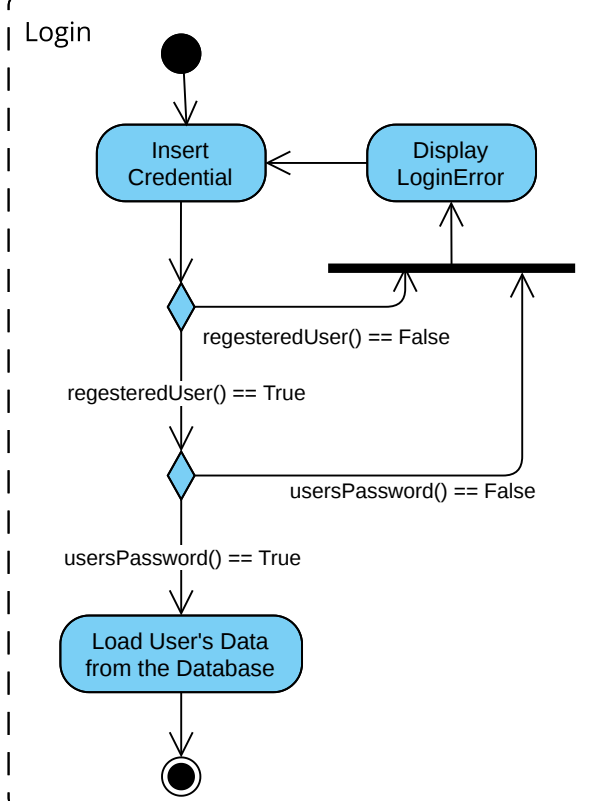 Login
Insert
Credential
Display
LoginError
regesteredUser() == False
regesteredUser() == True
usersPassword() == False
usersPassword() == True
Load User's Data
from the Database